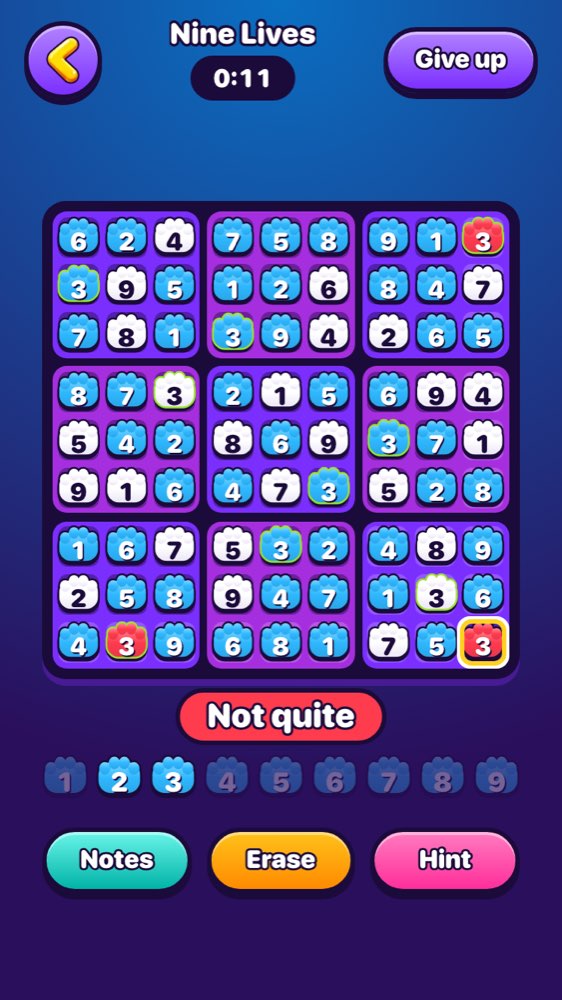 Nine Lives
0:11
Give up
6 2 4 7 5 8 9 1 3
3 9 5 1 2 6 8 4 7
7 8 1 3 9 4 2 6 5
8 7 3 2 1 5 6 9 4
5 4 2 8 6 9 3 7 1
9 1 6 4 7 3 5 2 8
1 6 7 5 3 2 4 8 9
2 5 8 9 4 7 1 3 6
4 3 9 6 8 1 7 5 3
Not quite
1 2 3 4 5 6 7 8 9
Notes
Erase
Hint